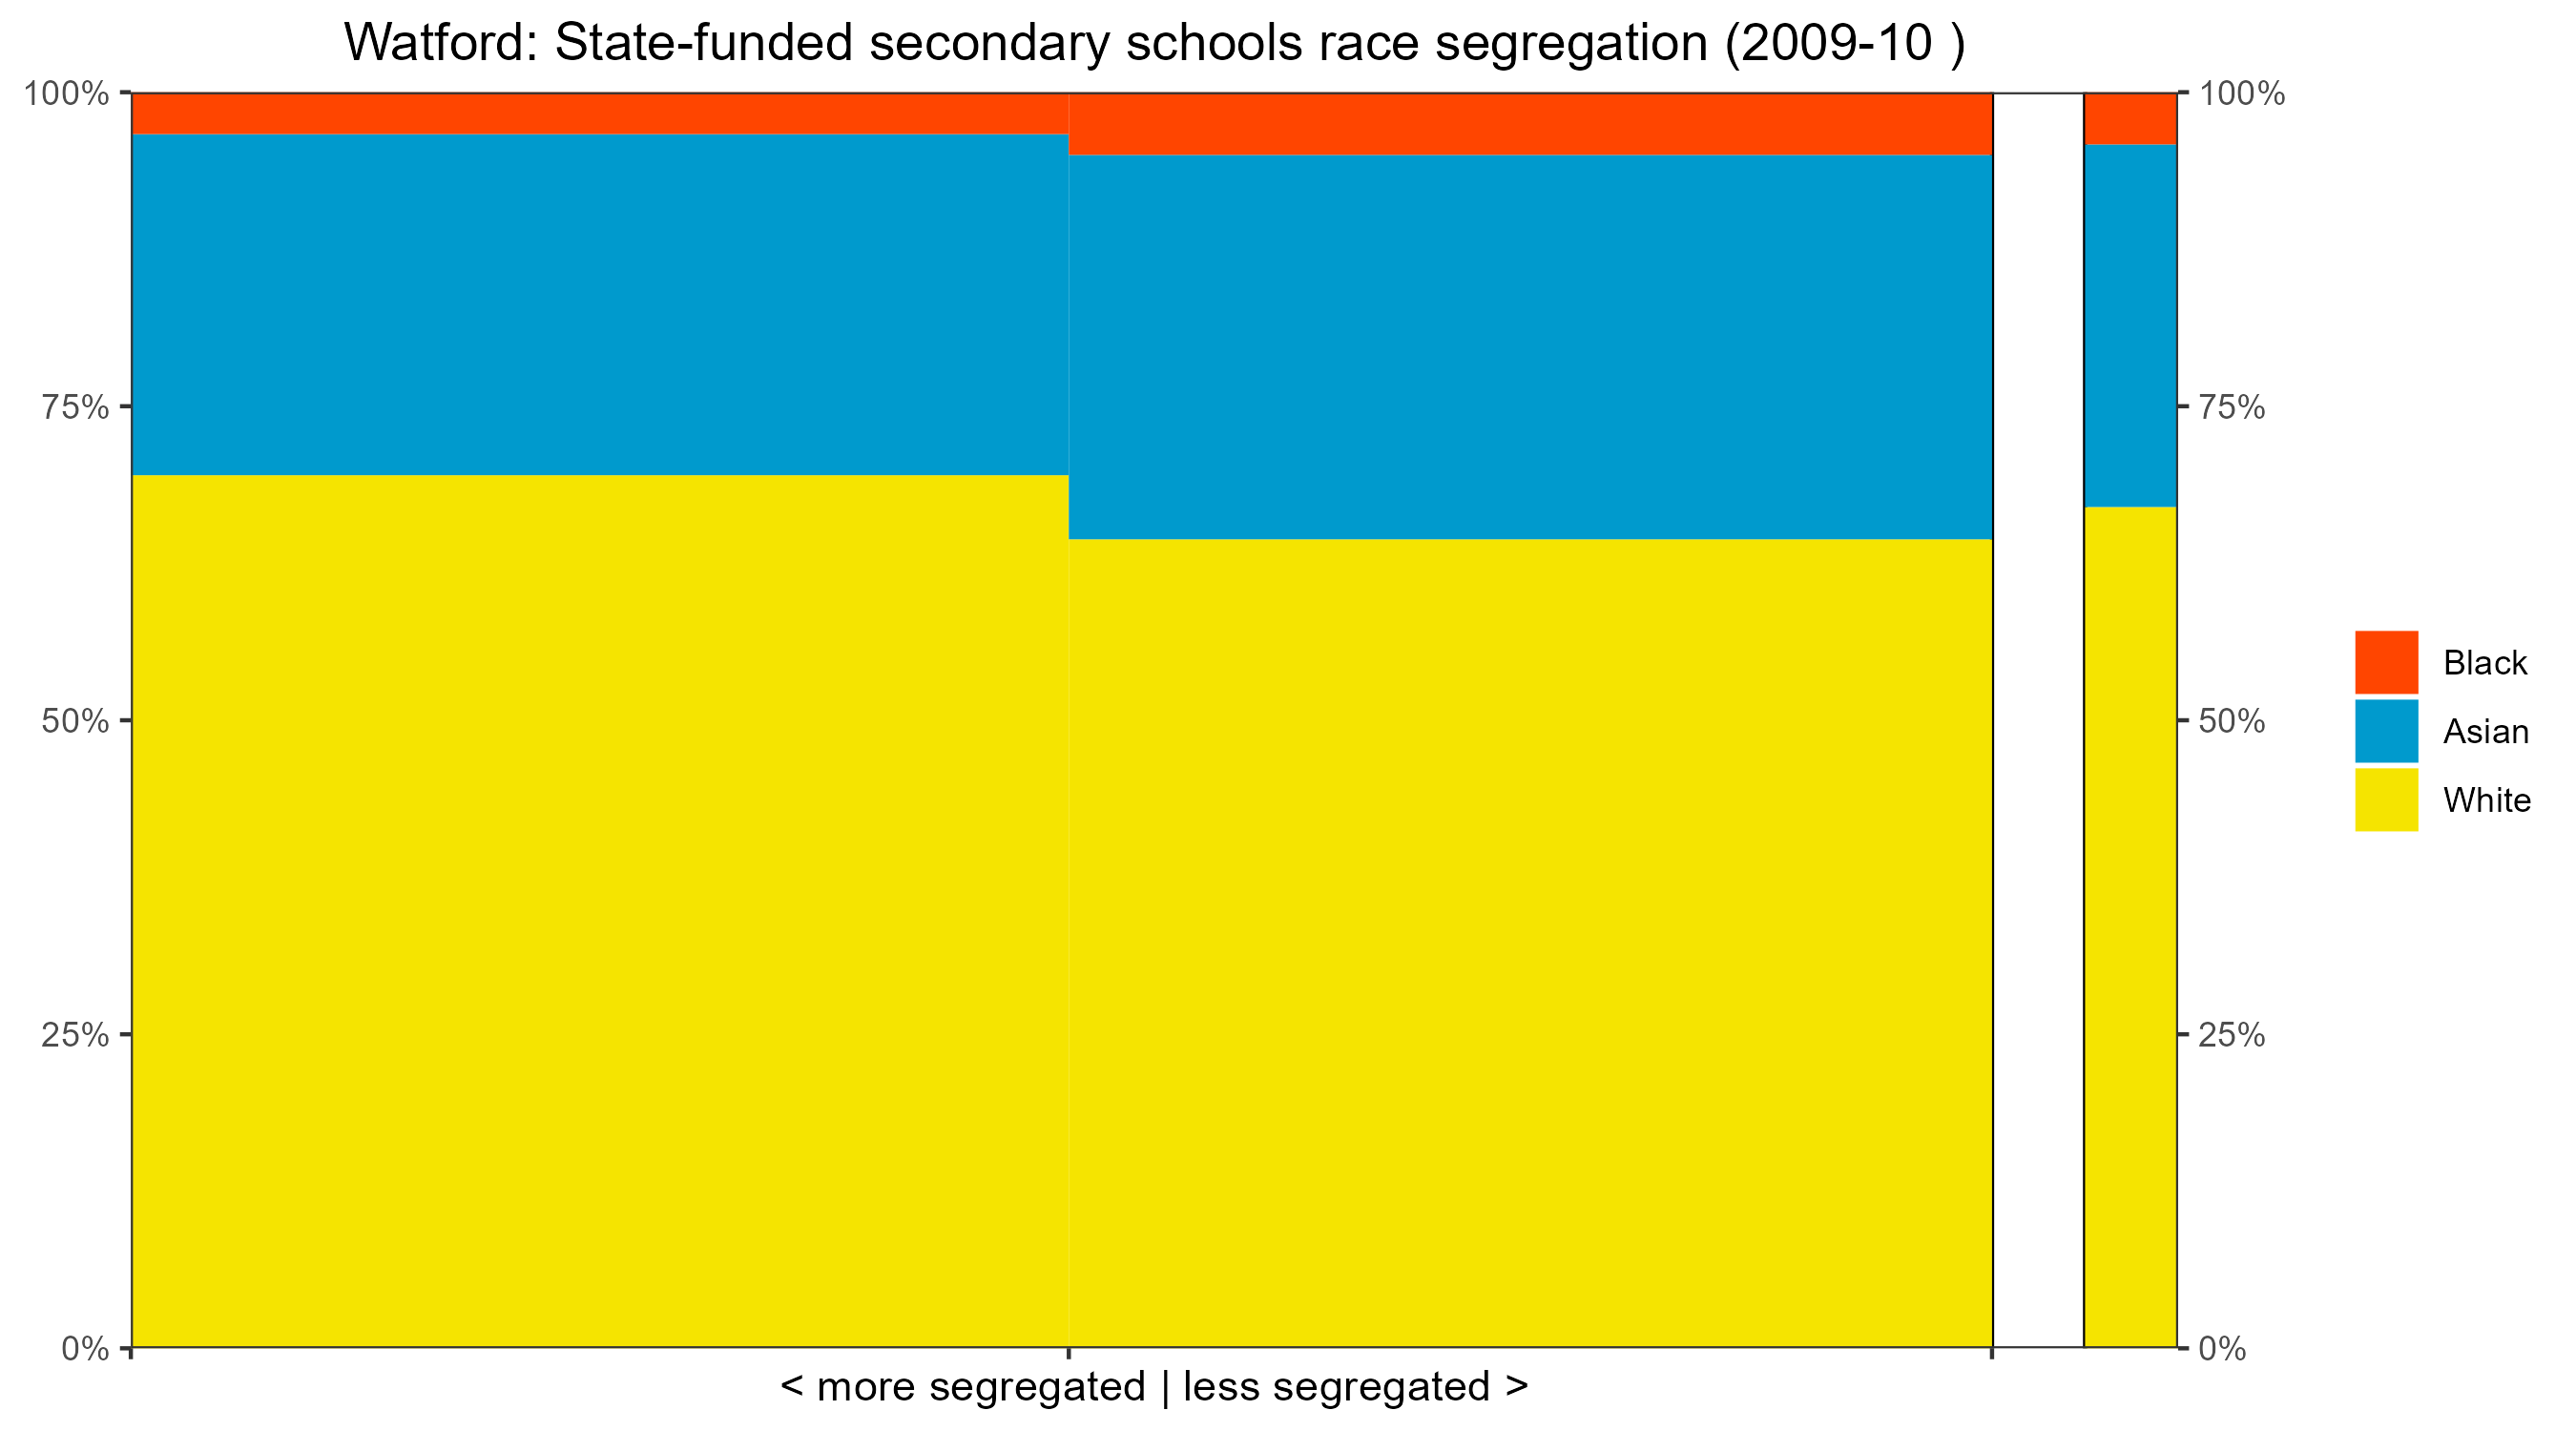 Watford: State-funded secondary schools race segregation (2009-10 )
100%
75%
50%
25%
0%
100%
75%
50%
25%
0%
Black
Asian
White
< more segregated | less segregated >